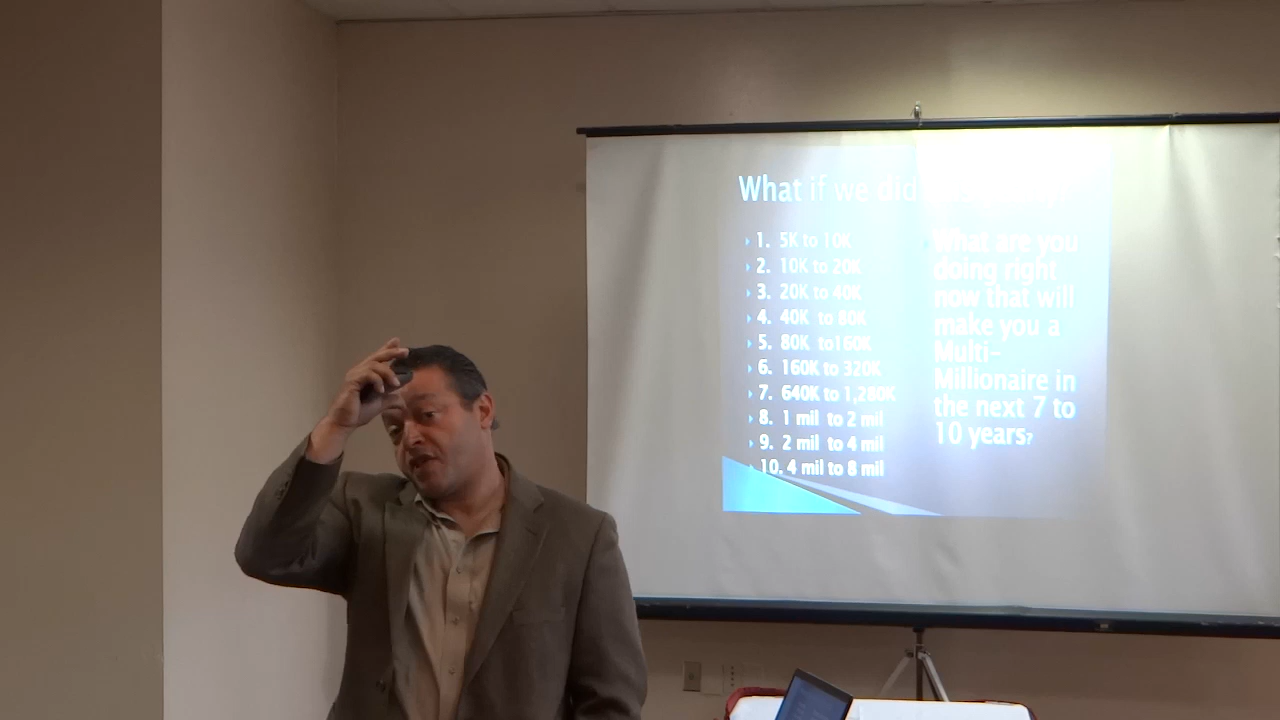 What if we did
1. 5K to 10K
2. 10K to 20K
3. 20K to 40K
4. 40K to 80K
5. 80K to160K
6. 160K to 320K
7. 640K to 1,280K
8. 1 mil to 2 mil
9. 2 mil to 4 mil
10. 4 mil to 8 mil
What are you
doing right
now that will
make you a
Multi-
Millionaire in
the next 7 to
10 years?